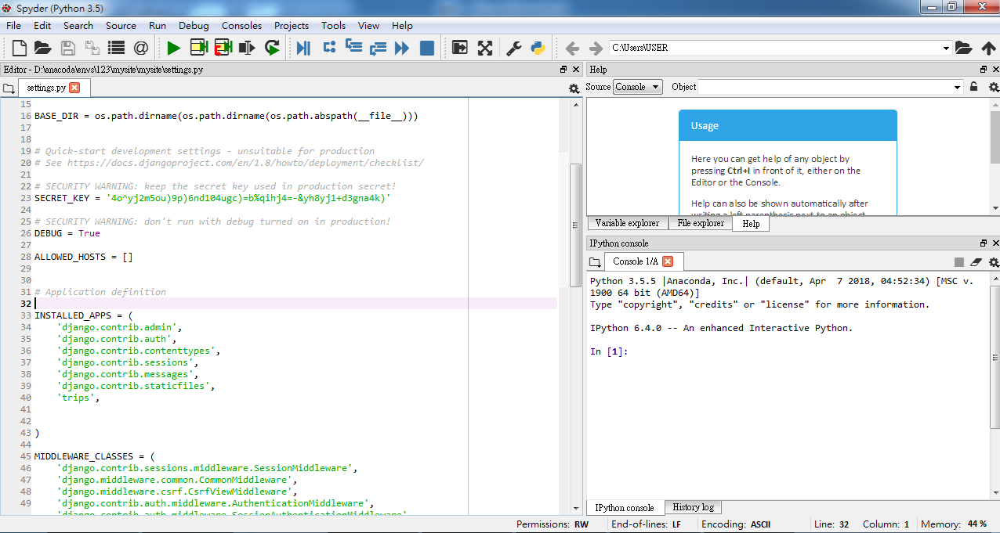 Spyder (Python 3.5)
File Edit Search Source Run Debug Consoles Projects Tools View Help
C:\Users\USER
Editor - D:\anacoda\envs\123\mysite\mysite\settings.py
settings.py
15
16 BASE_DIR = os.path.dirname(os.path.dirname(os.path.abspath(__file__)))
17
18
19 # Quick-start development settings - unsuitable for production
20 # See https://docs.djangoproject.com/en/1.8/howto/deployment/checklist/
21
22 # SECURITY WARNING: keep the secret key used in production secret!
23 SECRET_KEY = '4o^yj2m5ou)9p)6nd104ugc)=b%qihj4=-&yh8yj1+d3gna4k)'
24
25 # SECURITY WARNING: don't run with debug turned on in production!
26 DEBUG = True
27
28 ALLOWED_HOSTS = []
29
30
31 # Application definition
32
33 INSTALLED_APPS = (
34     'django.contrib.admin',
35     'django.contrib.auth',
36     'django.contrib.contenttypes',
37     'django.contrib.sessions',
38     'django.contrib.messages',
39     'django.contrib.staticfiles',
40     'trips',
41
42
43 )
44
45 MIDDLEWARE_CLASSES = (
46     'django.contrib.sessions.middleware.SessionMiddleware',
47     'django.middleware.common.CommonMiddleware',
48     'django.middleware.csrf.CsrfViewMiddleware',
49     'django.contrib.auth.middleware.AuthenticationMiddleware',
'django.contrib.auth.middleware.SessionAuthenticationMiddleware',
Help
Source Console Object
Usage
Here you can get help of any object by
pressing Ctrl+I in front of it, either on the
Editor or the Console.
Help can also be shown automatically after
writing a left parenthesis next to an object.
Variable explorer File explorer Help
IPython console
Console 1/A
Python 3.5.5 |Anaconda, Inc.| (default, Apr  7 2018, 04:52:34) [MSC v.
1900 64 bit (AMD64)]
Type "copyright", "credits" or "license" for more information.
IPython 6.4.0 -- An enhanced Interactive Python.
In [1]:
IPython console History log
Permissions: RW End-of-lines: LF Encoding: ASCII Line: 32 Column: 1 Memory: 44 %